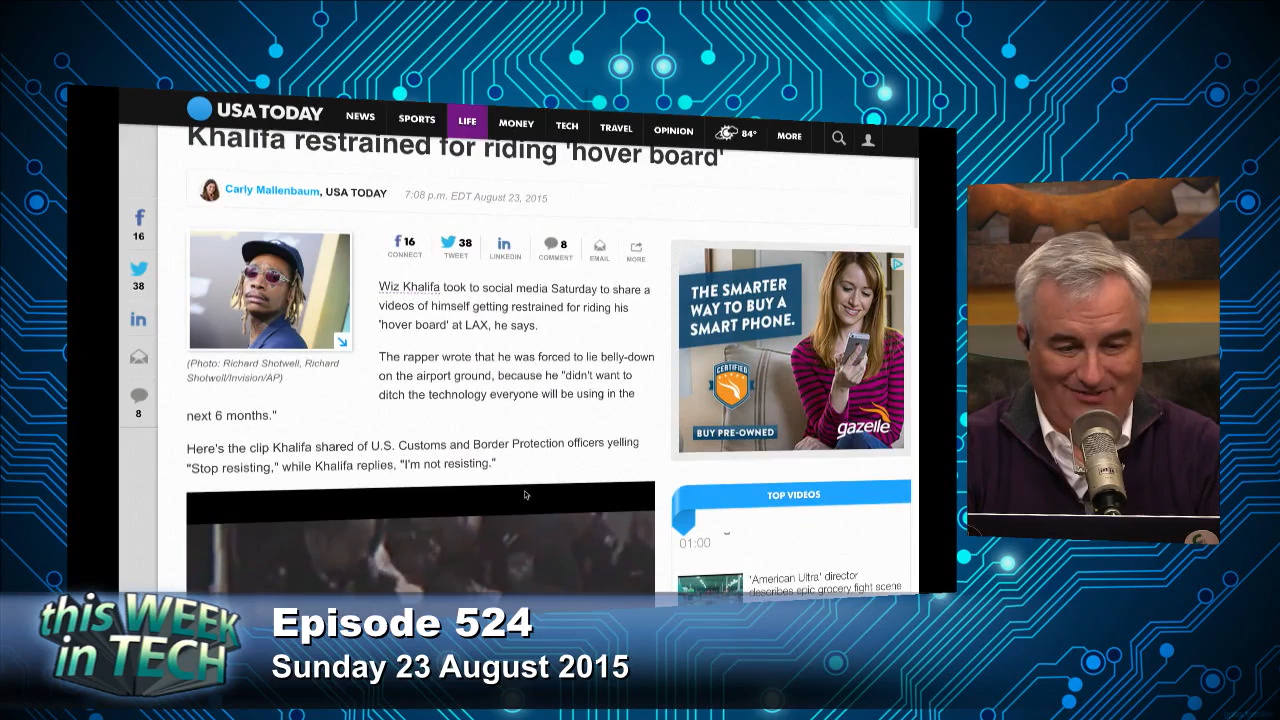 USA TODAY
NEWS
SPORTS
LIFE
MONEY
TECH
TRAVEL
OPINION
84°
MORE
Khalifa restrained for riding 'hover board'
Carly Mallenbaum, USA TODAY
7:08 p.m. EDT August 23, 2015
16
38
8
16
CONNECT
38
TWEET
LINKEDIN
8
COMMENT
EMAIL
MORE
(Photo: Richard Shotwell, Richard
Shotwell/Invision/AP)
Wiz Khalifa took to social media Saturday to share a
videos of himself getting restrained for riding his
'hover board' at LAX, he says.
The rapper wrote that he was forced to lie belly-down
on the airport ground, because he "didn't want to
ditch the technology everyone will be using in the
next 6 months."
Here's the clip Khalifa shared of U.S. Customs and Border Protection officers yelling
"Stop resisting," while Khalifa replies, "I'm not resisting."
THE SMARTER
WAY TO BUY A
SMART PHONE.
CERTIFIED
BUY PRE-OWNED
gazelle
TOP VIDEOS
01:00
'American Ultra' director
describes epic grocery fight scene
this WEEK
in TECH
Episode 524
Sunday 23 August 2015